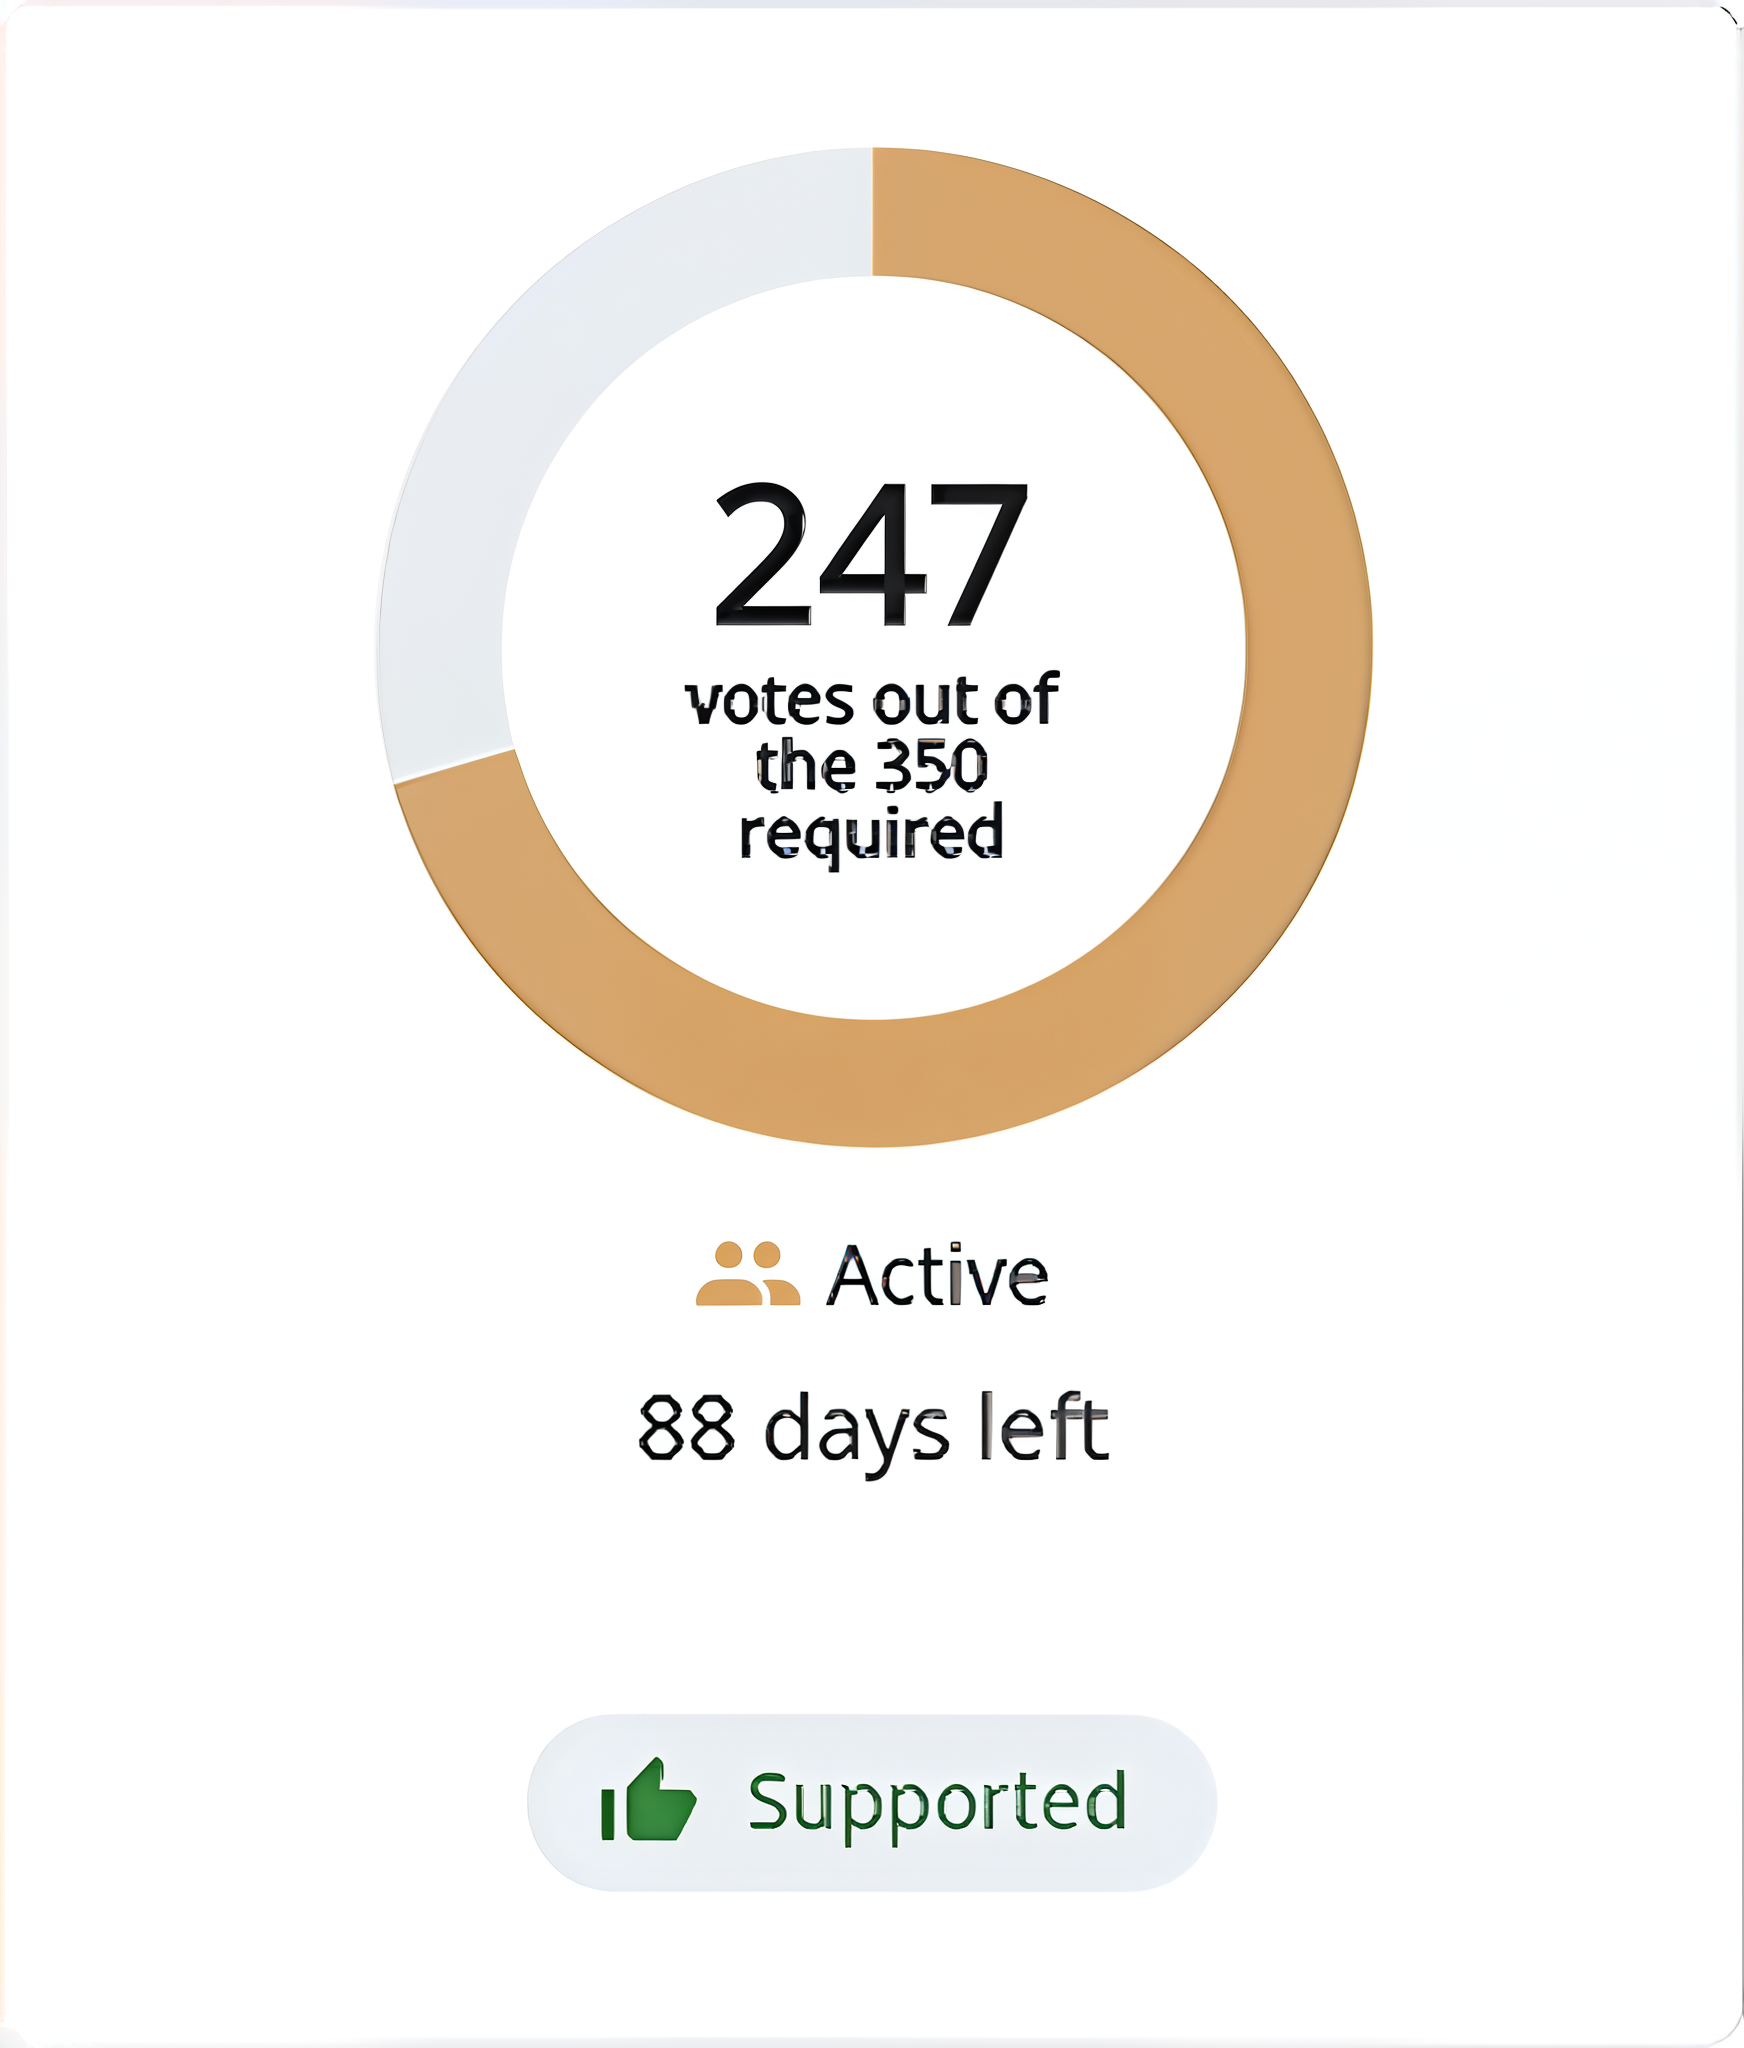 247
votes out of
the 350
required
Active
88 days left
Supported